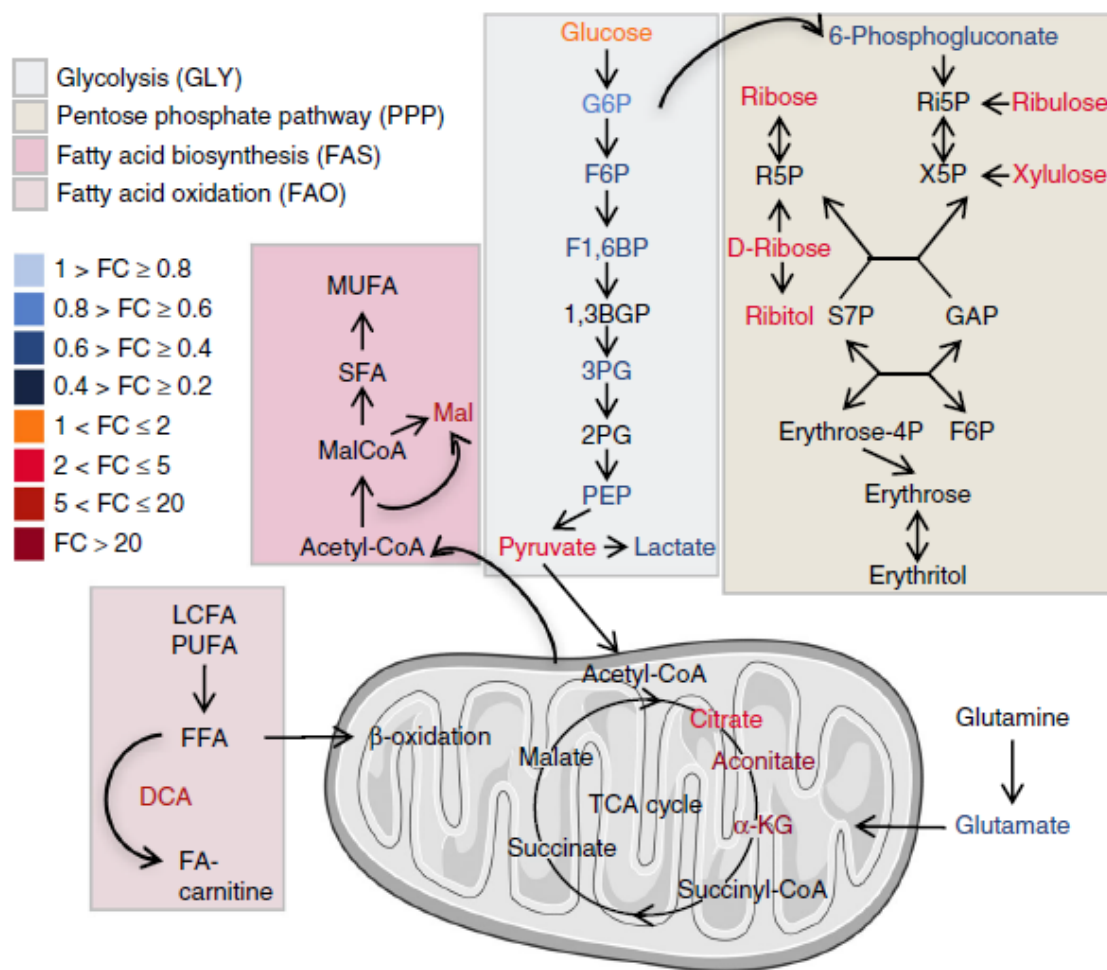 Glycolysis (GLY)
Pentose phosphate pathway (PPP)
Fatty acid biosynthesis (FAS)
Fatty acid oxidation (FAO)
1 > FC ≥ 0.8
0.8 > FC ≥ 0.6
0.6 > FC ≥ 0.4
0.4 > FC ≥ 0.2
1 < FC ≤ 2
2 < FC ≤ 5
5 < FC ≤ 20
FC > 20
MUFA
SFA
Mal
MalCoA
Acetyl-CoA
Glucose
G6P
F6P
F1,6BP
1,3BGP
3PG
2PG
PEP
Pyruvate
Lactate
6-Phosphogluconate
Ribose
Ri5P
Ribulose
R5P
X5P
Xylulose
D-Ribose
Ribitol
S7P
GAP
Erythrose-4P
F6P
Erythrose
Erythritol
LCFA
PUFA
FFA
DCA
FA-
carnitine
β-oxidation
Acetyl-CoA
Citrate
Malate
Aconitate
TCA cycle
α-KG
Succinate
Succinyl-CoA
Glutamine
Glutamate